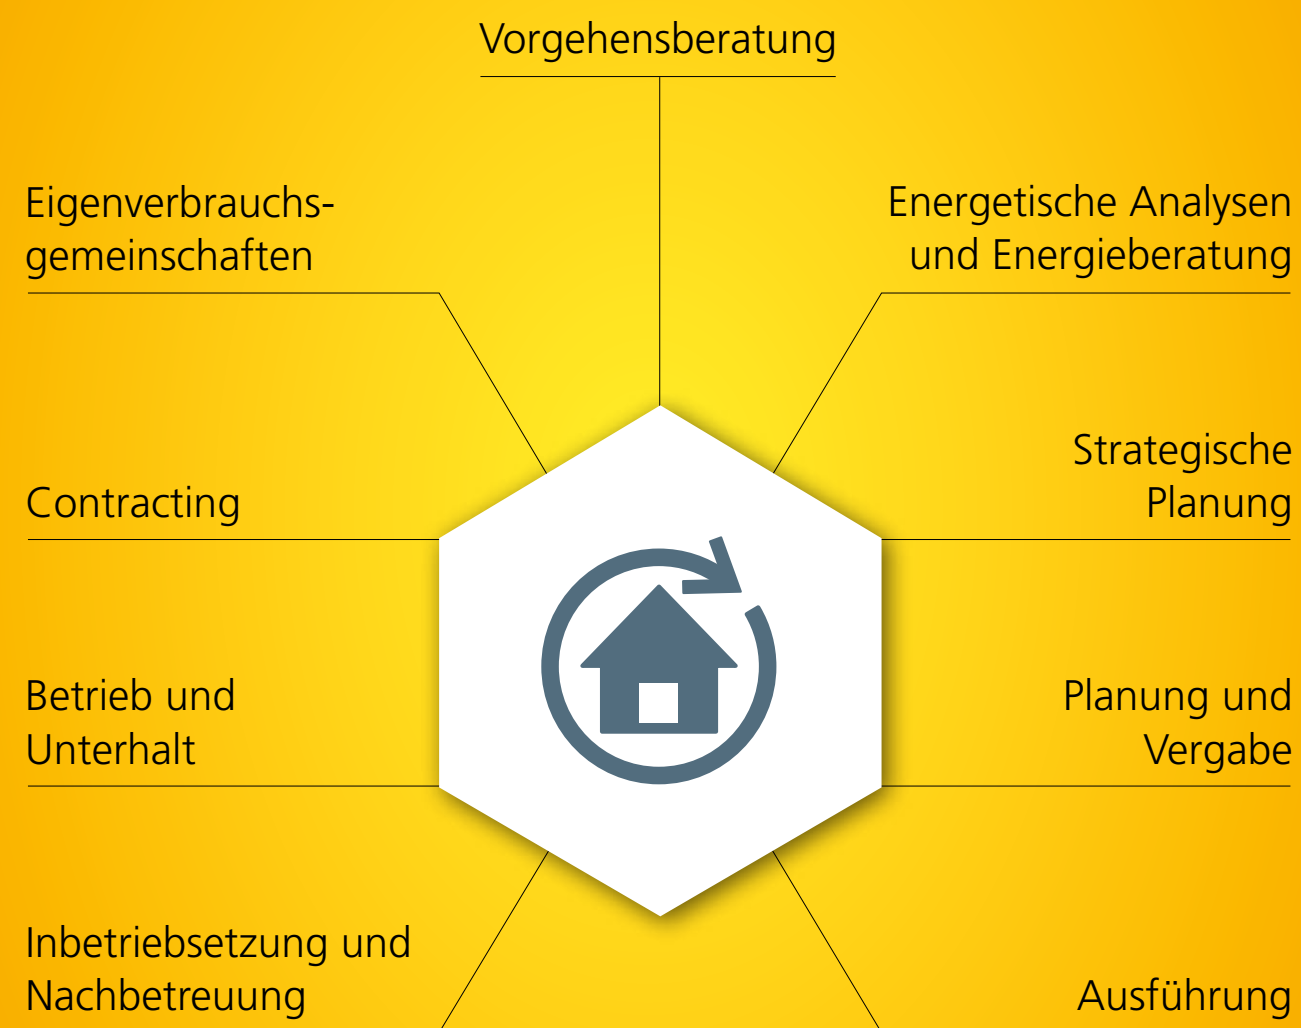 Vorgehensberatung
Energetische Analysen
und Energieberatung
Strategische
Planung
Planung und
Vergabe
Ausführung
Inbetriebsetzung und
Nachbetreuung
Betrieb und
Unterhalt
Contracting
Eigenverbrauchs-
gemeinschaften